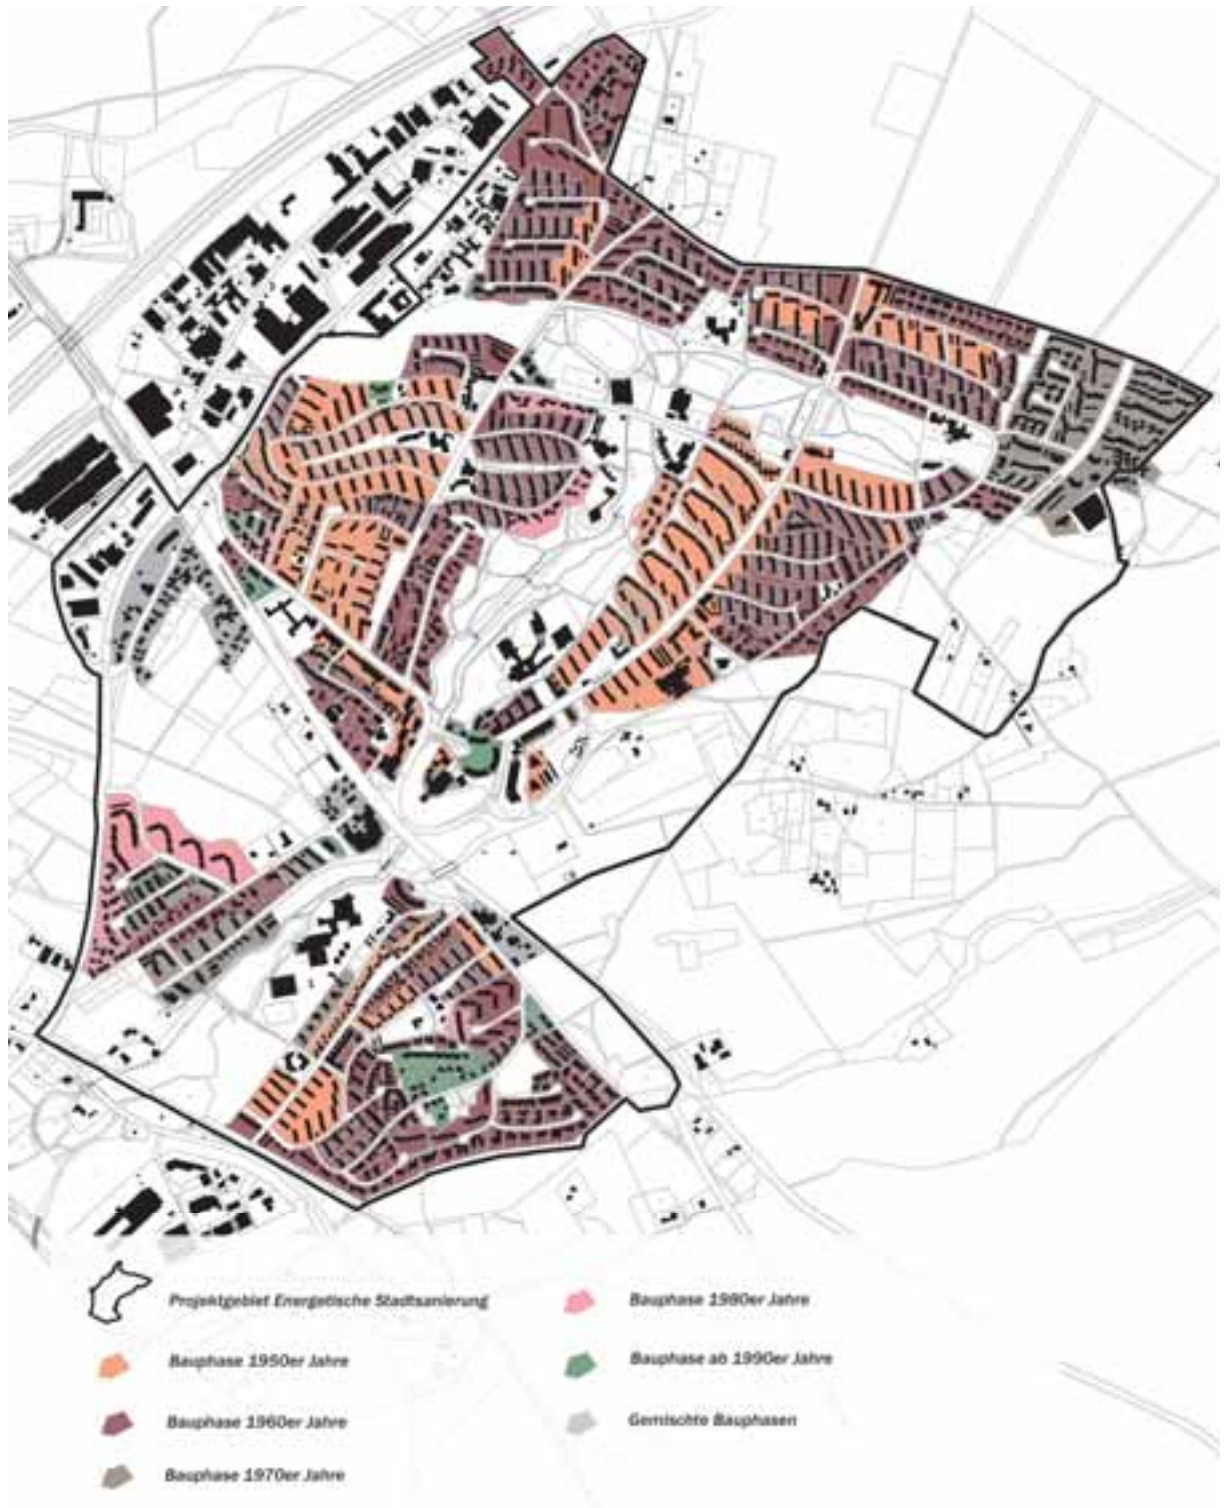 Projektgebiet Energetische Stadtsanierung
Bauphase 1950er Jahre
Bauphase 1960er Jahre
Bauphase 1970er Jahre
Bauphase 1980er Jahre
Bauphase ab 1990er Jahre
Gemischte Bauphasen